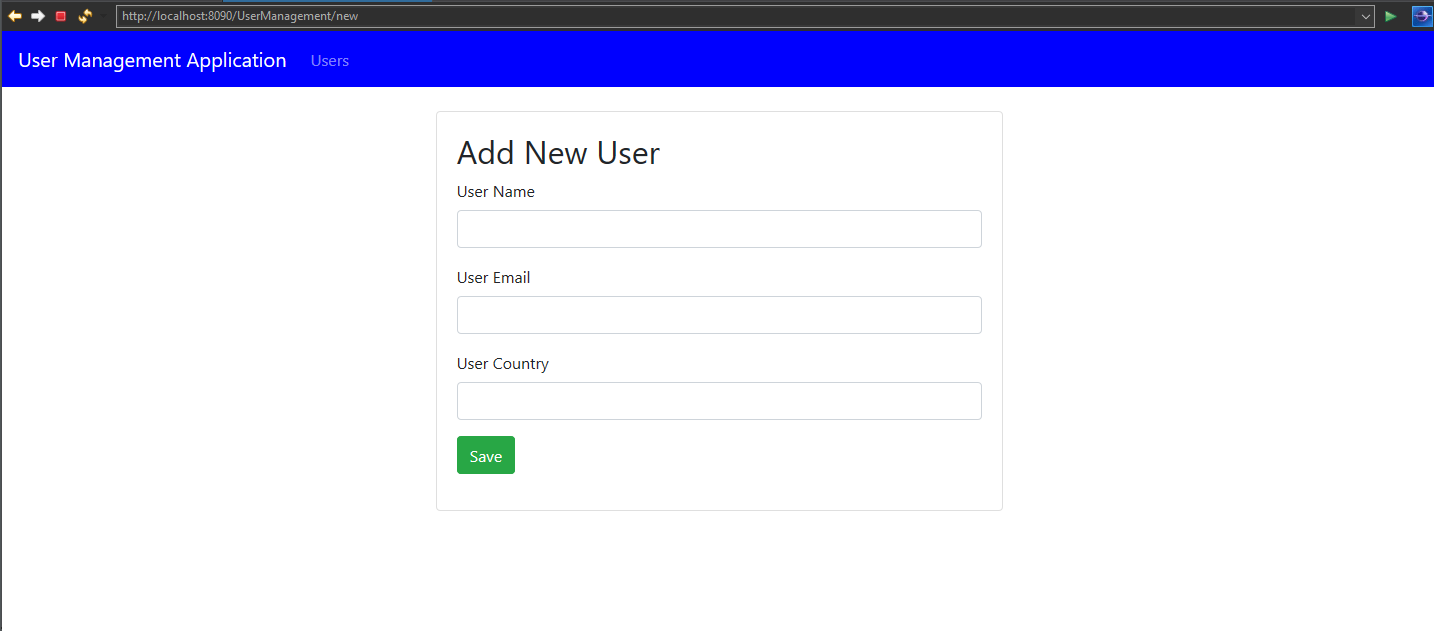 http://localhost:8090/UserManagement/new
User Management Application Users
Add New User
User Name
User Email
User Country
Save